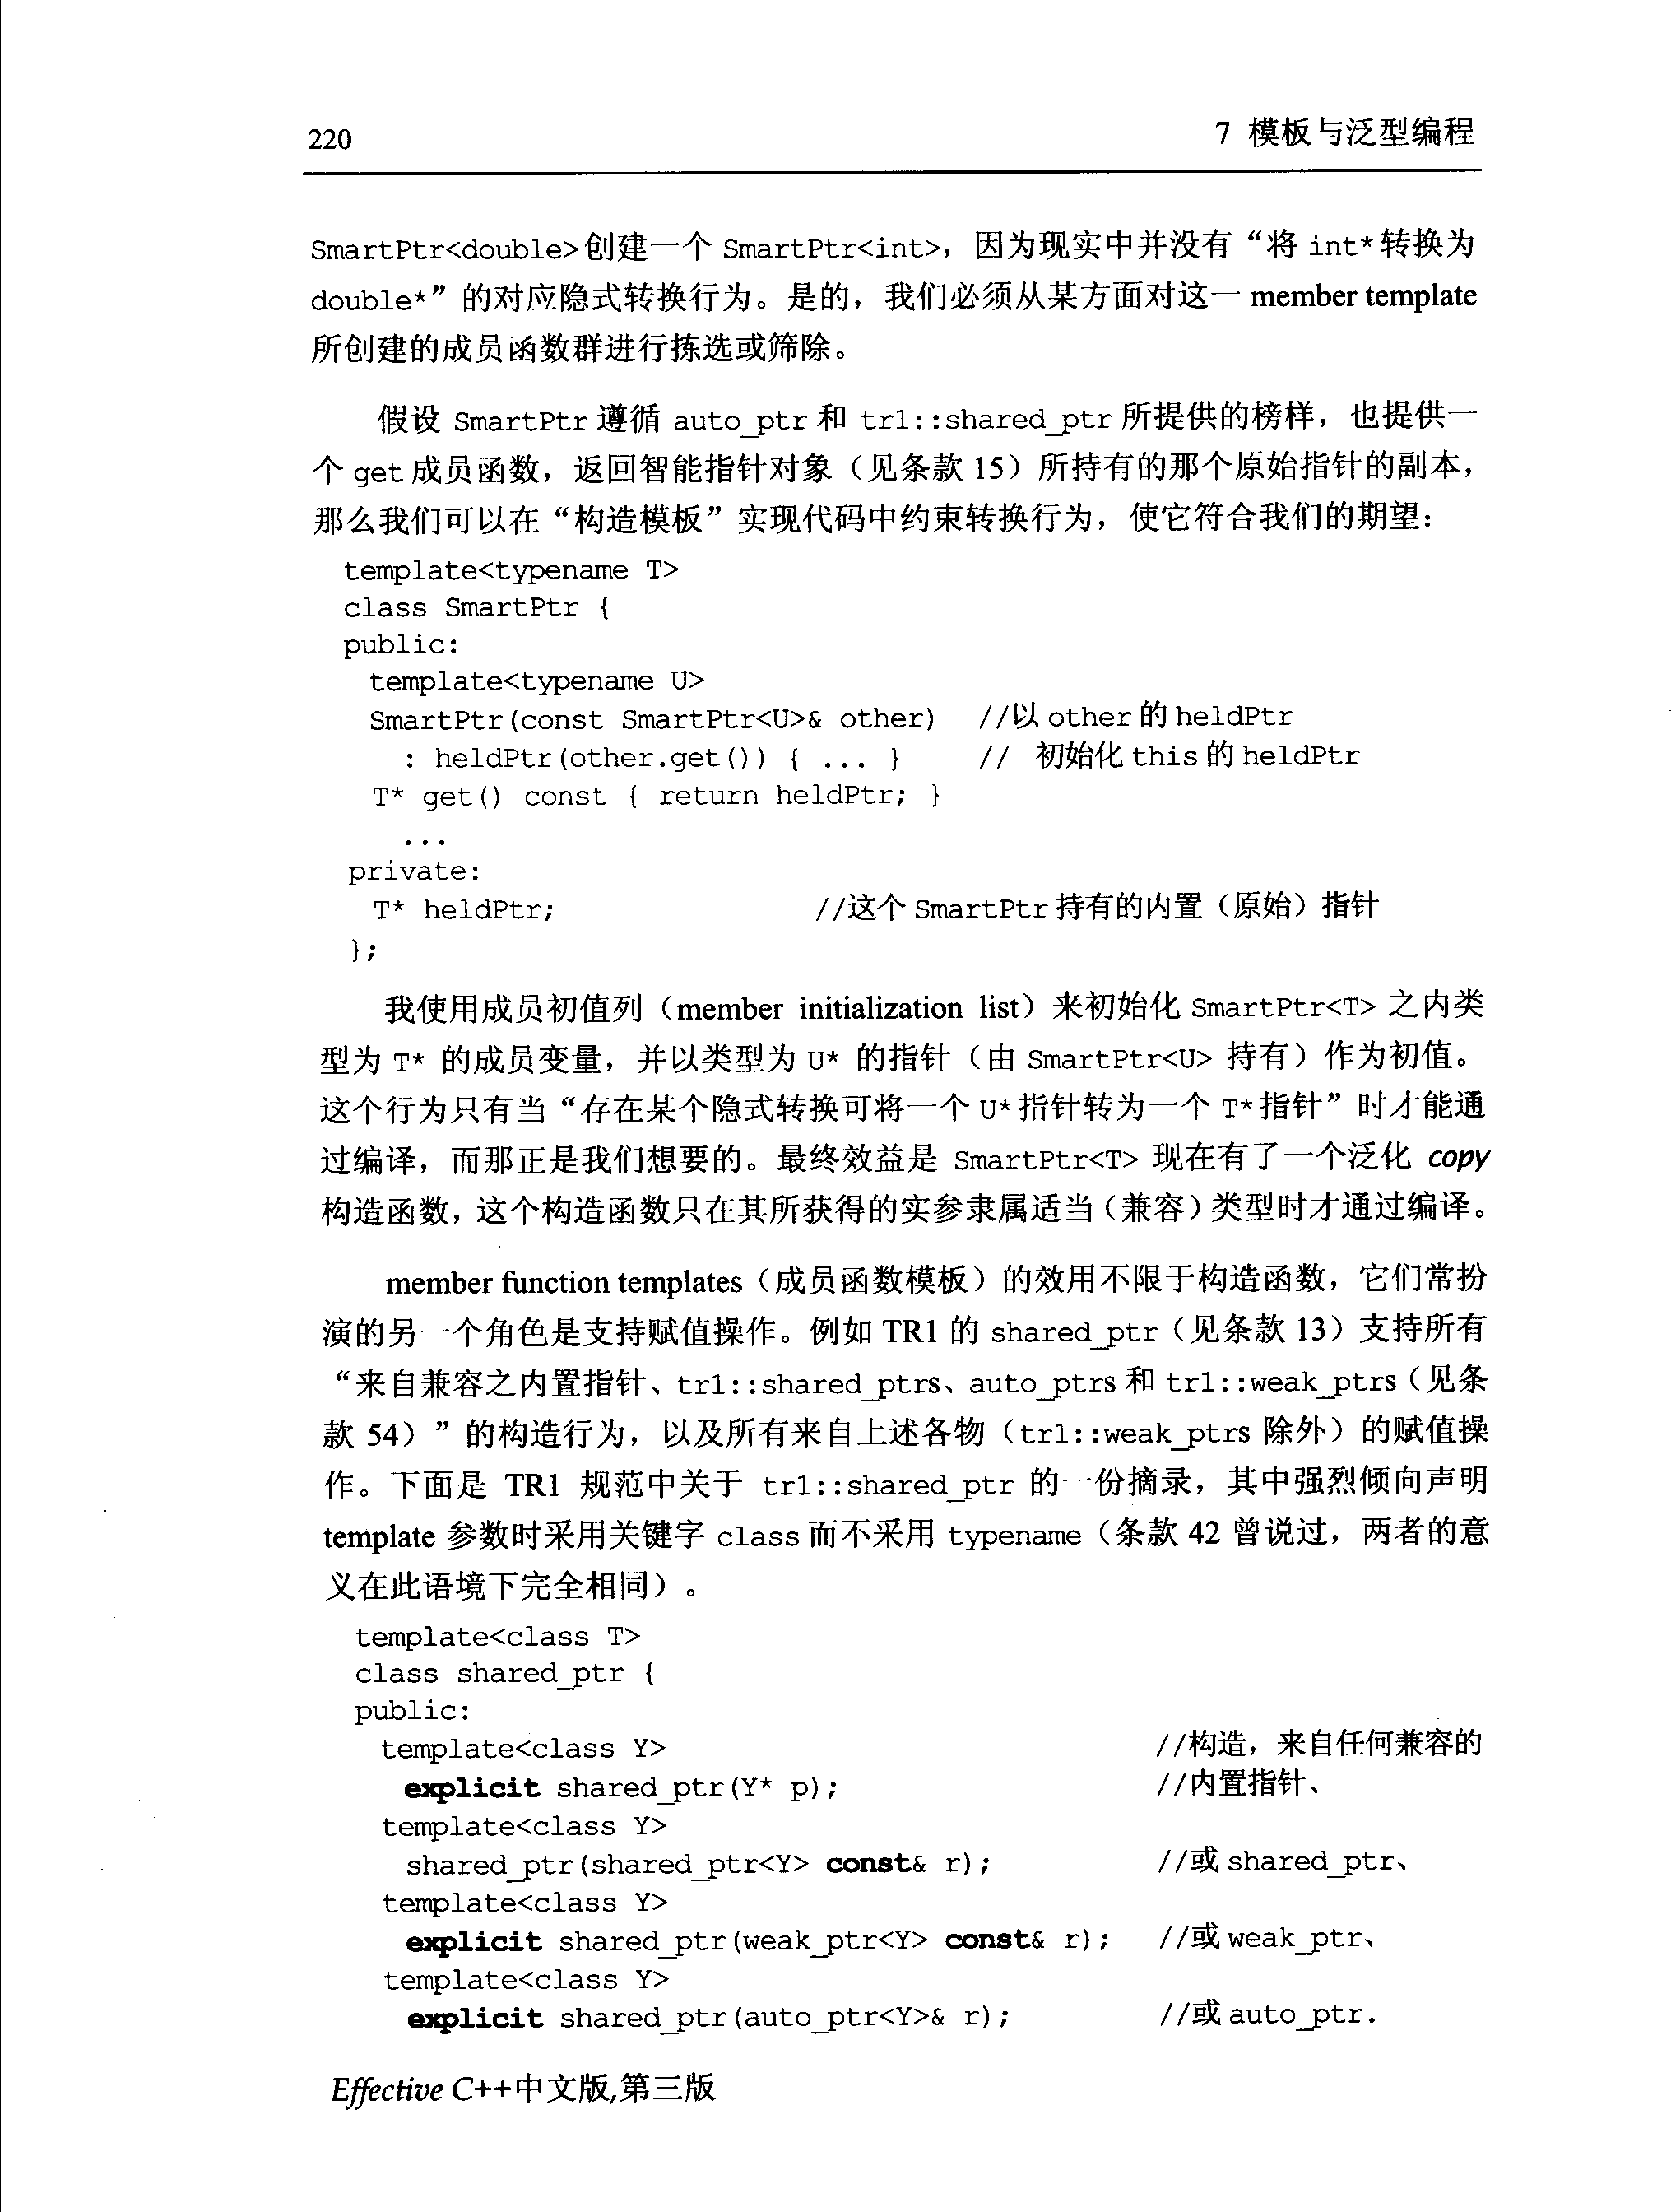 220
7 模板与泛型编程
SmartPtr<double>创建一个 SmartPtr<int>，因为现实中并没有“将 int*转换为
double*”的对应隐式转换行为。是的，我们必须从某方面对这一 member template
所创建的成员函数群进行拣选或筛除。
假设 SmartPtr 遵循 auto_ptr 和 tr1::shared_ptr 所提供的榜样，也提供一
个 get 成员函数，返回智能指针对象（见条款 15）所持有的那个原始指针的副本，
那么我们可以在“构造模板”实现代码中约束转换行为，使它符合我们的期望：
template<typename T>
class SmartPtr {
public:
template<typename U>
SmartPtr(const SmartPtr<U>& other) //以 other 的 heldPtr
: heldPtr(other.get()) { ... } // 初始化 this 的 heldPtr
T* get() const { return heldPtr; }
...
private:
T* heldPtr; //这个 SmartPtr 持有的内置（原始）指针
};
我使用成员初值列（member initialization list）来初始化 SmartPtr<T> 之内类
型为 T* 的成员变量，并以类型为 U* 的指针（由 SmartPtr<U> 持有）作为初值。
这个行为只有当“存在某个隐式转换可将一个 U*指针转为一个 T*指针”时才能通
过编译，而那正是我们想要的。最终效益是 SmartPtr<T> 现在有了一个泛化 copy
构造函数，这个构造函数只在其所获得的实参隶属适当（兼容）类型时才通过编译。
member function templates（成员函数模板）的效用不限于构造函数，它们常扮
演的另一个角色是支持赋值操作。例如 TR1 的 shared_ptr（见条款 13）支持所有
“来自兼容之内置指针、tr1::shared_ptrs、auto_ptrs 和 tr1::weak_ptrs（见条
款 54）”的构造行为，以及所有来自上述各物（tr1::weak_ptrs 除外）的赋值操
作。下面是 TR1 规范中关于 tr1::shared_ptr 的一份摘录，其中强烈倾向声明
template 参数时采用关键字 class 而不采用 typename（条款 42 曾说过，两者的意
义在此语境下完全相同）。
template<class T>
class shared_ptr {
public:
template<class Y> //构造，来自任何兼容的
explicit shared_ptr(Y* p); //内置指针、
template<class Y>
shared_ptr(shared_ptr<Y> const& r); //或 shared_ptr、
template<class Y>
explicit shared_ptr(weak_ptr<Y> const& r); //或 weak_ptr、
template<class Y>
explicit shared_ptr(auto_ptr<Y>& r); //或 auto_ptr.
Effective C++中文版,第三版